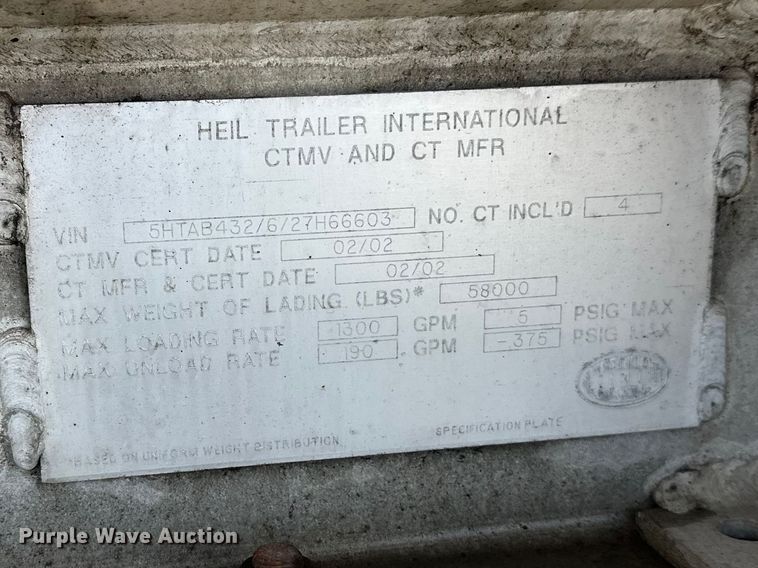 HEIL TRAILER INTERNATIONAL
CTMV AND CT MFR
VIN 5HTAB432/6/27H66603 NO. CT INCL'D 4
CTMV CERT DATE 02/02
CT MFR & CERT DATE 02/02
MAX WEIGHT OF LADING (LBS)* 58000
MAX LOADING RATE 1300 GPM 5 PSIG MAX
MAX UNLOAD RATE 190 GPM -.375 PSIG MAX
*BASED ON UNIFORM WEIGHT DISTRIBUTION
SPECIFICATION PLATE
Purple Wave Auction